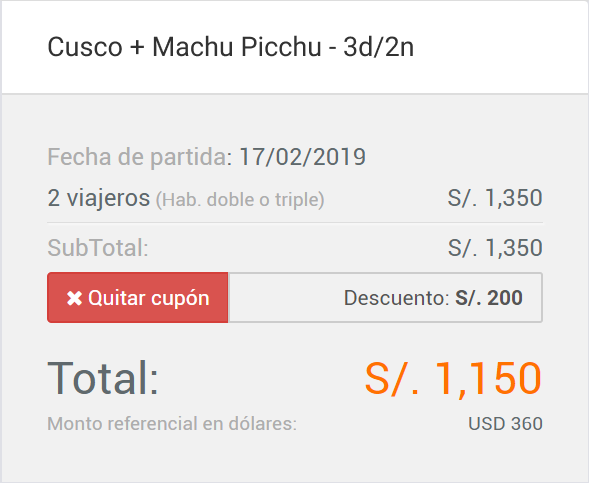 Cusco + Machu Picchu - 3d/2n
Fecha de partida: 17/02/2019
2 viajeros (Hab. doble o triple) S/. 1,350
SubTotal: S/. 1,350
✖ Quitar cupón Descuento: S/. 200
Total: S/. 1,150
Monto referencial en dólares: USD 360